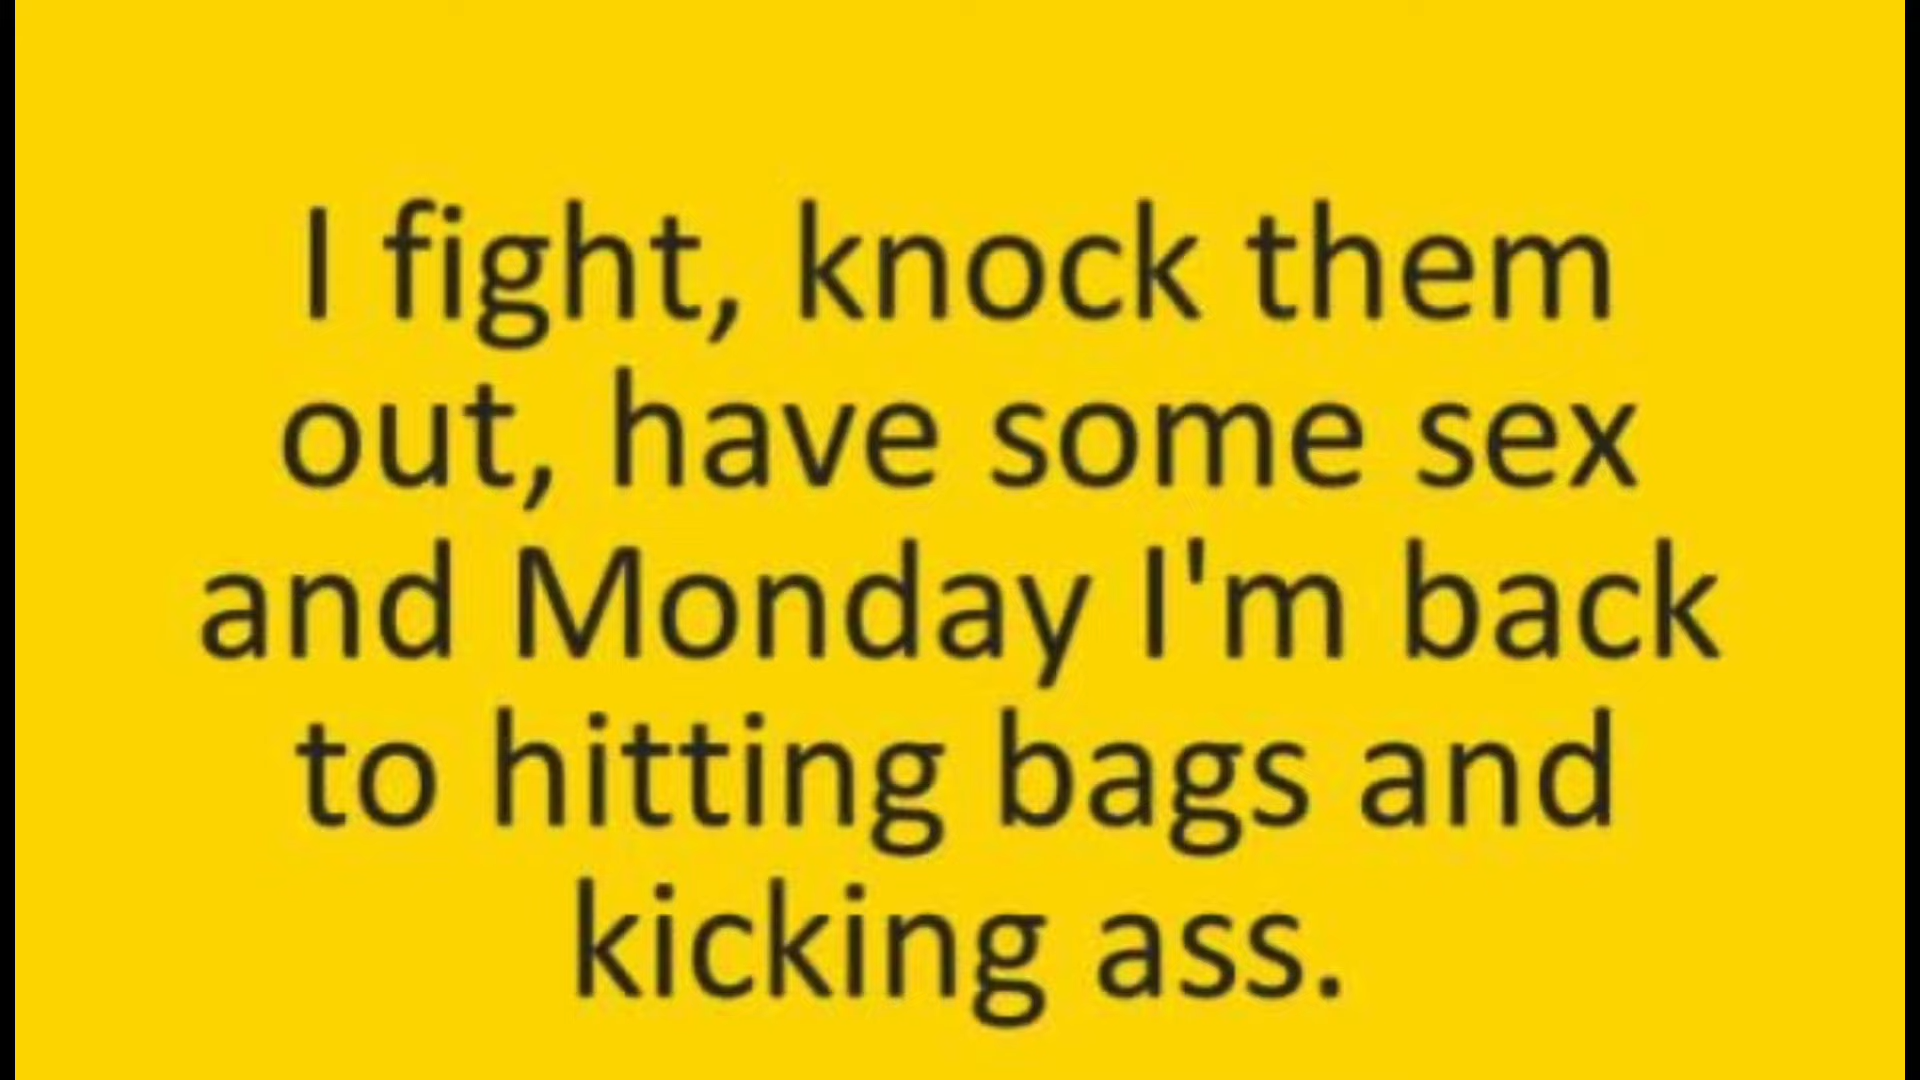 I fight, knock them
out, have some sex
and Monday I'm back
to hitting bags and
kicking ass.